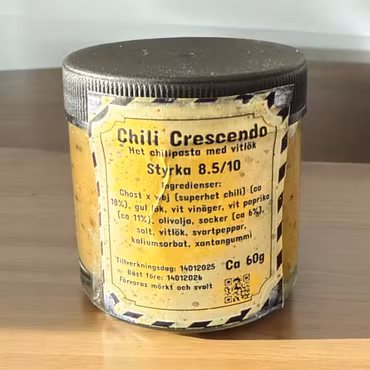 Chili Crescendo
Het chilipasta med vitlök
Styrka 8.5/10
Ingredienser:
Ghost x vbj (superhet chili) (ca
18%), gul lök, vit vinäger, vit paprika
(ca 11%), olivolja, socker (ca 6%),
salt, vitlök, svartpeppar,
kaliumsorbat, xantangummi
Tillverkningsdag: 14012025
Bäst före: 14012026
Förvaras mörkt och svalt
Ca 60g